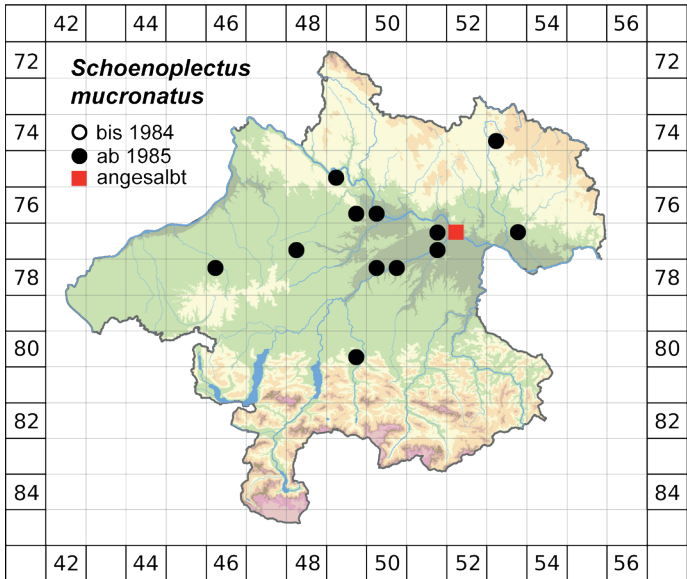 42 44 46 48 50 52 54 56
72 72
Schoenoplectus
mucronatus
bis 1984
ab 1985
angesalbt
74 74
76 76
78 78
80 80
82 82
84 84
42 44 46 48 50 52 54 56